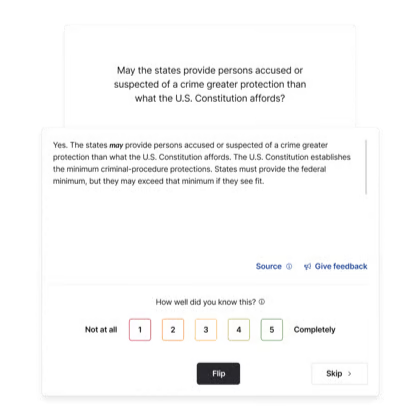 May the states provide persons accused or
suspected of a crime greater protection than
what the U.S. Constitution affords?
Yes. The states may provide persons accused or suspected of a crime greater
protection than what the U.S. Constitution affords. The U.S. Constitution establishes
the minimum criminal-procedure protections. States must provide the federal
minimum, but they may exceed that minimum if they see fit.
Source Give feedback
How well did you know this?
Not at all 1 2 3 4 5 Completely
Flip Skip >